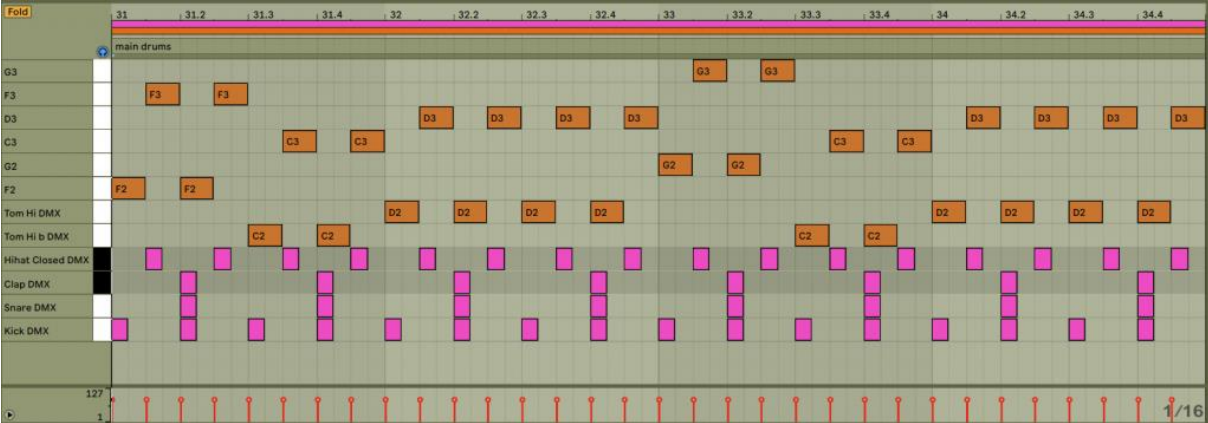 Fold 31 31.2 31.3 31.4 32 32.2 32.3 32.4 33 33.2 33.3 33.4 34 34.2 34.3 34.4
main drums
G3 G3 G3
F3 F3 F3
D3 D3 D3 D3 D3 D3 D3 D3 D3
C3 C3 C3 C3 C3
G2 G2 G2
F2 F2 F2
Tom Hi DMX D2 D2 D2 D2 D2 D2 D2 D2
Tom Hi b DMX C2 C2 C2 C2
Hihat Closed DMX
Clap DMX
Snare DMX
Kick DMX
127
1 1/16